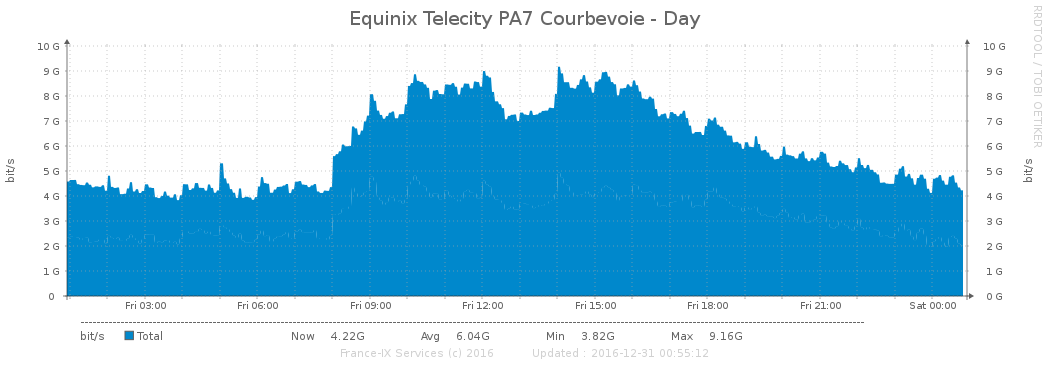 Equinix Telecity PA7 Courbevoie - Day
RRDTOOL / TOBI OETIKER
bit/s
bit/s
10 G 10 G
9 G 9 G
8 G 8 G
7 G 7 G
6 G 6 G
5 G 5 G
4 G 4 G
3 G 3 G
2 G 2 G
1 G 1 G
0 0 G
Fri 03:00 Fri 06:00 Fri 09:00 Fri 12:00 Fri 15:00 Fri 18:00 Fri 21:00 Sat 00:00
bit/s Total Now 4.22G Avg 6.04G Min 3.82G Max 9.16G
France-IX Services (c) 2016 Updated : 2016-12-31 00:55:12